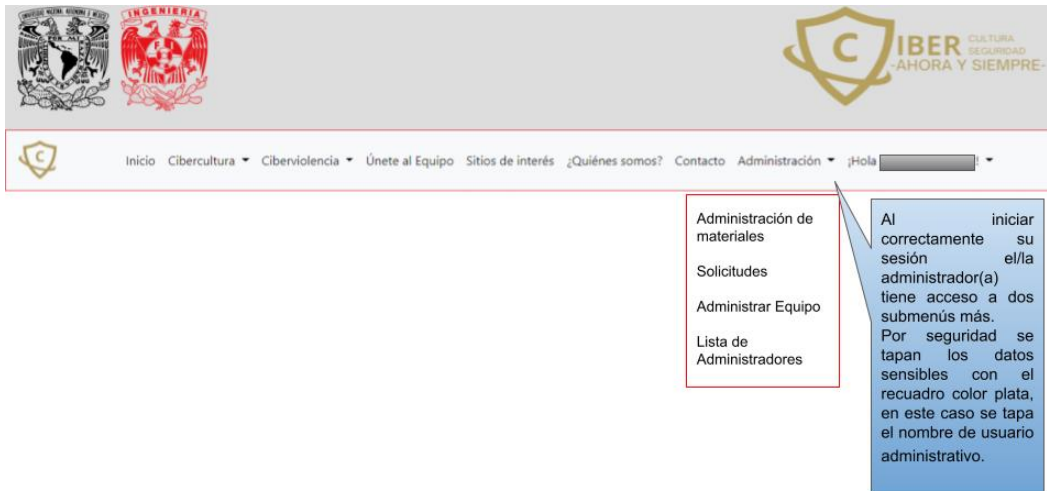 INGENIERIA
C IBER CULTURA
SEGURIDAD
-AHORA Y SIEMPRE-
C
Inicio Cibercultura Ciberviolencia Únete al Equipo Sitios de interés ¿Quiénes somos? Contacto Administración ¡Hola !
Administración de
materiales
Solicitudes
Administrar Equipo
Lista de
Administradores
Al iniciar
correctamente su
sesión el/la
administrador(a)
tiene acceso a dos
submenús más.
Por seguridad se
tapan los datos
sensibles con el
recuadro color plata,
en este caso se tapa
el nombre de usuario
administrativo.